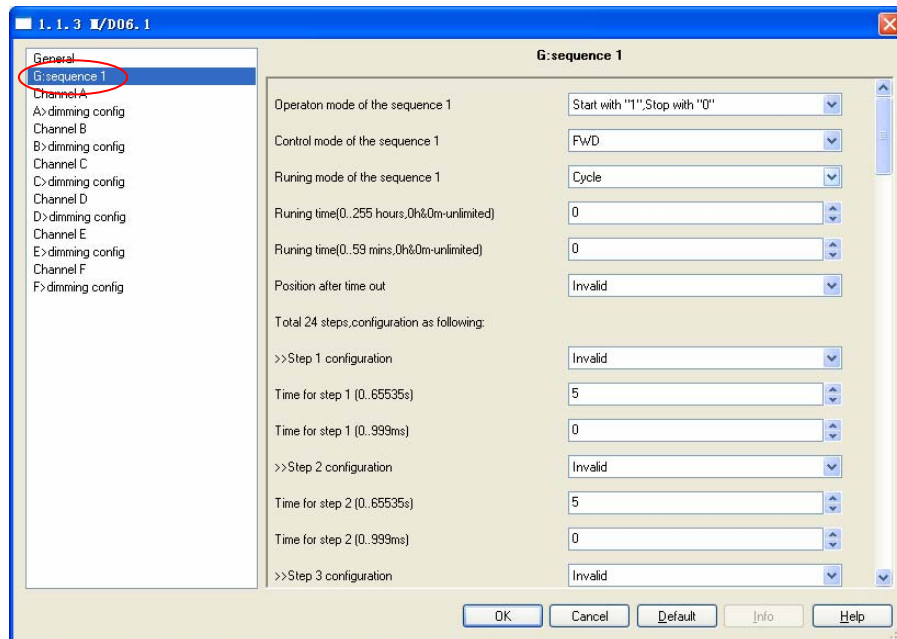 1.1.3 M/D06.1
General
G:sequence 1
Channel A
A>dimming config
Channel B
B>dimming config
Channel C
C>dimming config
Channel D
D>dimming config
Channel E
E>dimming config
Channel F
F>dimming config
G:sequence 1
Operaton mode of the sequence 1 Start with "1",Stop with "0"
Control mode of the sequence 1 FWD
Runing mode of the sequence 1 Cycle
Runing time(0..255 hours,0h&0m-unlimited) 0
Runing time(0..59 mins,0h&0m-unlimited) 0
Position after time out Invalid
Total 24 steps,configuration as following:
>>Step 1 configuration Invalid
Time for step 1 (0..65535s) 5
Time for step 1 (0..999ms) 0
>>Step 2 configuration Invalid
Time for step 2 (0..65535s) 5
Time for step 2 (0..999ms) 0
>>Step 3 configuration Invalid
OK Cancel Default Info Help